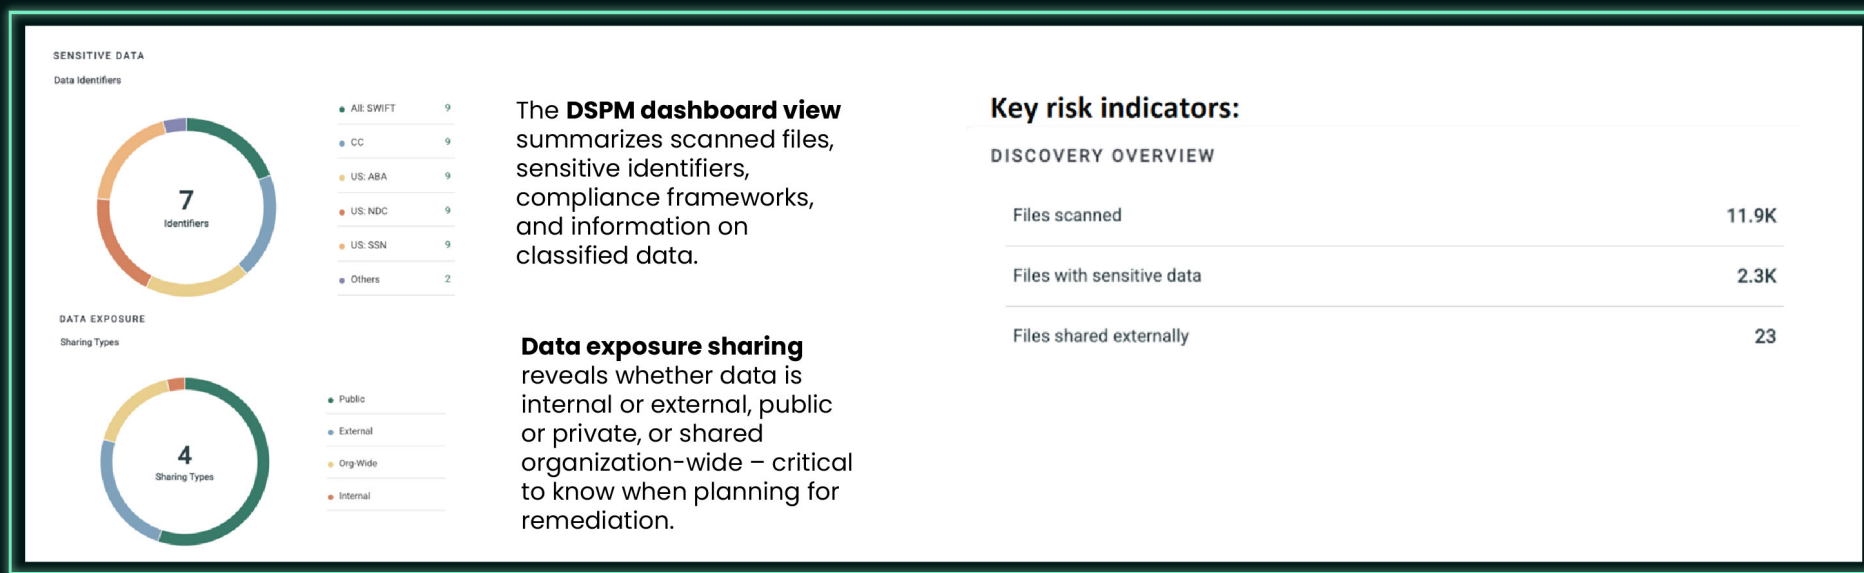 SENSITIVE DATA
Data Identifiers
7
Identifiers
All: SWIFT 9
CC 9
US: ABA 9
US: NDC 9
US: SSN 9
Others 2
DATA EXPOSURE
Sharing Types
4
Sharing Types
Public
External
Org-Wide
Internal
The DSPM dashboard view
summarizes scanned files,
sensitive identifiers,
compliance frameworks,
and information on
classified data.
Data exposure sharing
reveals whether data is
internal or external, public
or private, or shared
organization-wide – critical
to know when planning for
remediation.
Key risk indicators:
DISCOVERY OVERVIEW
Files scanned 11.9K
Files with sensitive data 2.3K
Files shared externally 23